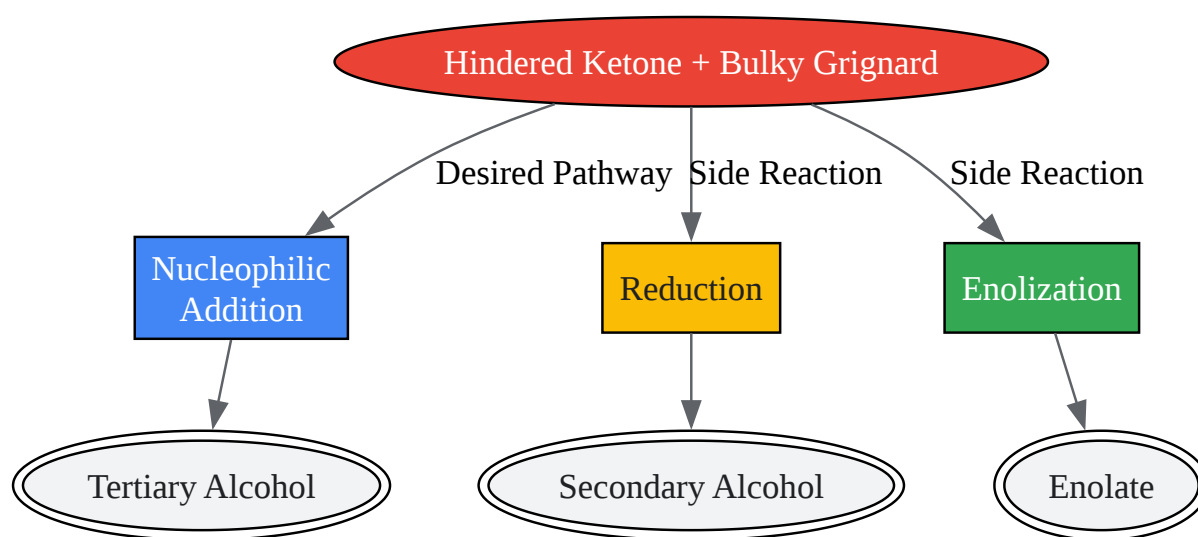 Hindered Ketone + Bulky Grignard
Desired Pathway
Side Reaction
Side Reaction
Nucleophilic
Addition
Reduction
Enolization
Tertiary Alcohol
Secondary Alcohol
Enolate